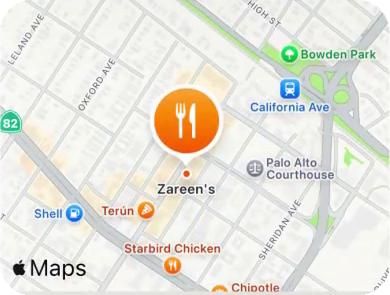 HIGH ST
LELAND AVE
Bowden Park
OXFORD AVE
California Ave
82
Palo Alto
Courthouse
Zareen's
Terún
Shell
SHERIDAN AVE
Starbird Chicken
Maps
Chipotle